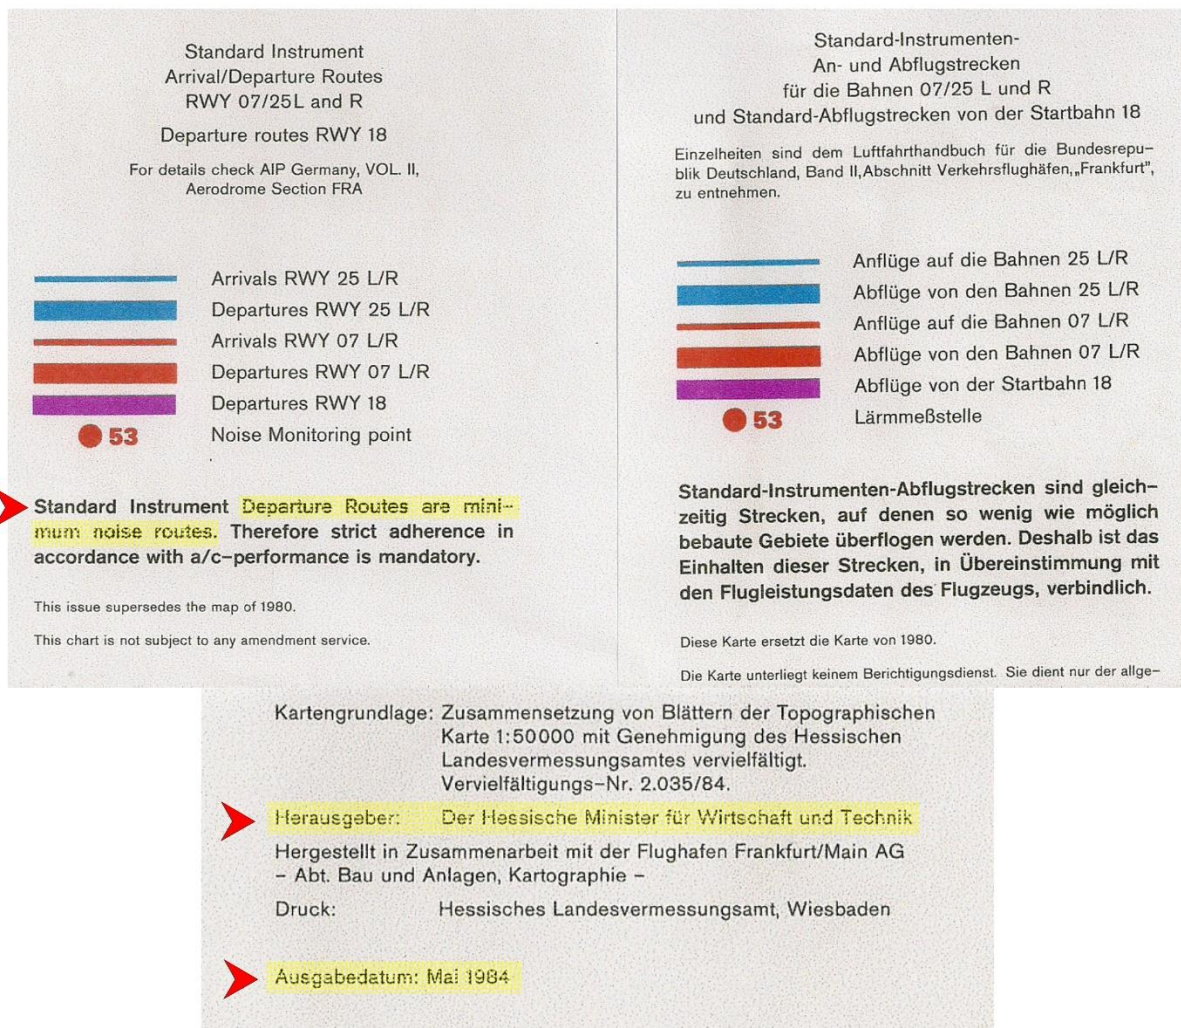 Standard Instrument
Arrival/Departure Routes
RWY 07/25L and R
Departure routes RWY 18
For details check AIP Germany, VOL. II,
Aerodrome Section FRA
Arrivals RWY 25 L/R
Departures RWY 25 L/R
Arrivals RWY 07 L/R
Departures RWY 07 L/R
Departures RWY 18
53 Noise Monitoring point
Standard Instrument Departure Routes are mini-
mum noise routes. Therefore strict adherence in
accordance with a/c-performance is mandatory.
This issue supersedes the map of 1980.
This chart is not subject to any amendment service.
Standard-Instrumenten-
An- und Abflugstrecken
für die Bahnen 07/25 L und R
und Standard-Abflugstrecken von der Startbahn 18
Einzelheiten sind dem Luftfahrthandbuch für die Bundesrepu-
blik Deutschland, Band II,Abschnitt Verkehrsflughäfen,„Frankfurt",
zu entnehmen.
Anflüge auf die Bahnen 25 L/R
Abflüge von den Bahnen 25 L/R
Anflüge auf die Bahnen 07 L/R
Abflüge von den Bahnen 07 L/R
Abflüge von der Startbahn 18
53 Lärmmeßstelle
Standard-Instrumenten-Abflugstrecken sind gleich-
zeitig Strecken, auf denen so wenig wie möglich
bebaute Gebiete überflogen werden. Deshalb ist das
Einhalten dieser Strecken, in Übereinstimmung mit
den Flugleistungsdaten des Flugzeugs, verbindlich.
Diese Karte ersetzt die Karte von 1980.
Die Karte unterliegt keinem Berichtigungsdienst. Sie dient nur der allge-
Kartengrundlage: Zusammensetzung von Blättern der Topographischen
Karte 1:50000 mit Genehmigung des Hessischen
Landesvermessungsamtes vervielfältigt.
Vervielfältigungs-Nr. 2.035/84.
Herausgeber: Der Hessische Minister für Wirtschaft und Technik
Hergestellt in Zusammenarbeit mit der Flughafen Frankfurt/Main AG
- Abt. Bau und Anlagen, Kartographie -
Druck: Hessisches Landesvermessungsamt, Wiesbaden
Ausgabedatum: Mai 1984